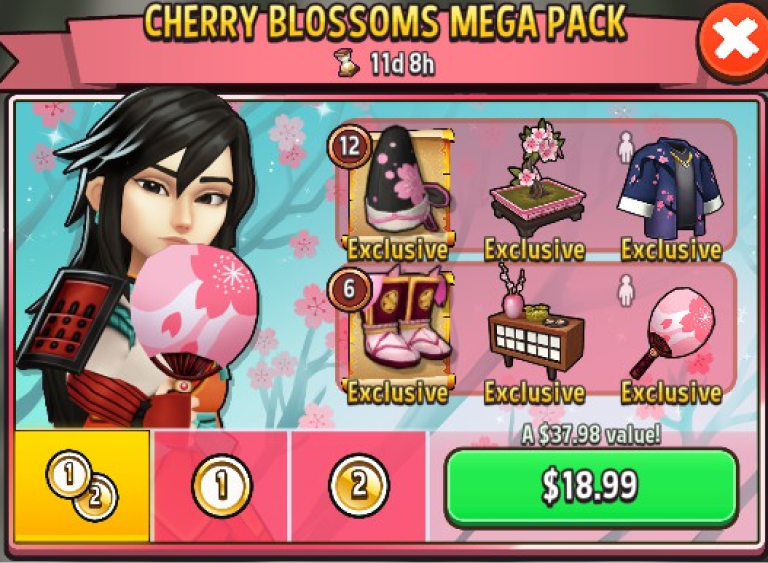 CHERRY BLOSSOMS MEGA PACK
11d 8h
12
Exclusive Exclusive Exclusive
6
Exclusive Exclusive Exclusive
A $37.98 value!
1 2 1 2 $18.99